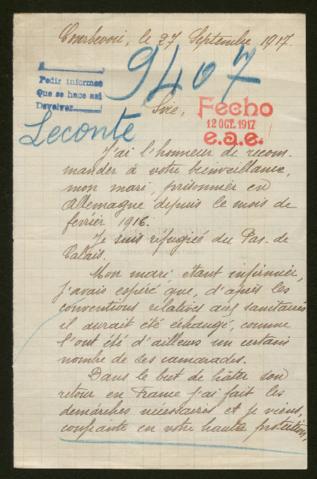 Courbevoie, le 27 Septembre 1917.
9407
Pedir informes
Que se hace así
Devolver
Sire,
Fecho
12 OCT. 1917
e.a.e.
Leconte
J'ai l'honneur de recom-
mander à votre bienveillance,
mon mari, prisonnier en
Allemagne depuis le mois de
février 1916.
Je suis réfugiés du Pas-de
Calais.
Mon mari étant infirmier,
j'avais espéré que, d'après les
conventions relatives aux sanitaires
il aurait été échangé, comme
l'ont été d'ailleurs un certain
nombre de ses camarades.
Dans le but de hâter son
retour en France j'ai fait les
démarches nécessaires et je viens,
confiante en votre haute protection,